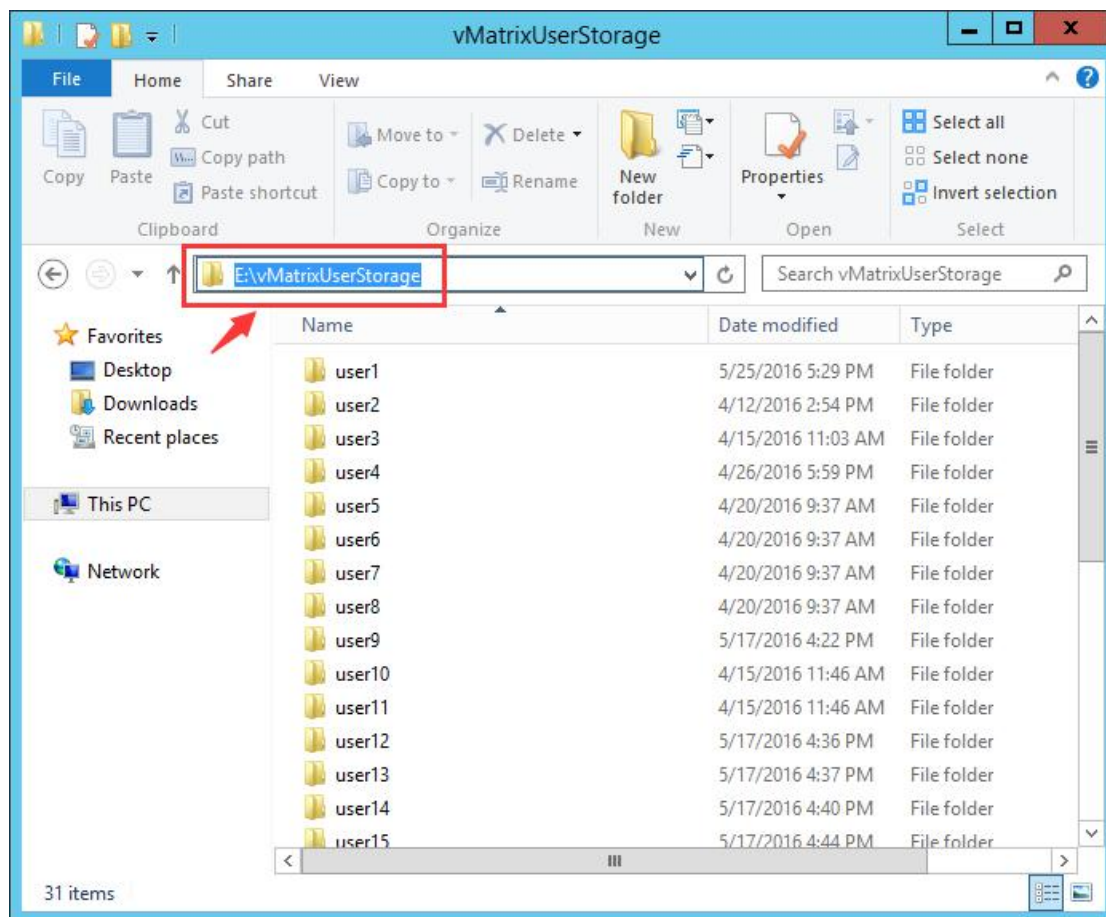 vMatrixUserStorage
File Home Share View
Copy
Paste
Cut
Copy path
Paste shortcut
Clipboard
Move to
Copy to
Delete
Rename
Organize
New
folder
New
Properties
Open
Select all
Select none
Invert selection
Select
E:\vMatrixUserStorage
Search vMatrixUserStorage
Favorites
Desktop
Downloads
Recent places
This PC
Network
Name Date modified Type
user1 5/25/2016 5:29 PM File folder
user2 4/12/2016 2:54 PM File folder
user3 4/15/2016 11:03 AM File folder
user4 4/26/2016 5:59 PM File folder
user5 4/20/2016 9:37 AM File folder
user6 4/20/2016 9:37 AM File folder
user7 4/20/2016 9:37 AM File folder
user8 4/20/2016 9:37 AM File folder
user9 5/17/2016 4:22 PM File folder
user10 4/15/2016 11:46 AM File folder
user11 4/15/2016 11:46 AM File folder
user12 5/17/2016 4:36 PM File folder
user13 5/17/2016 4:37 PM File folder
user14 5/17/2016 4:40 PM File folder
user15 5/17/2016 4:44 PM File folder
31 items